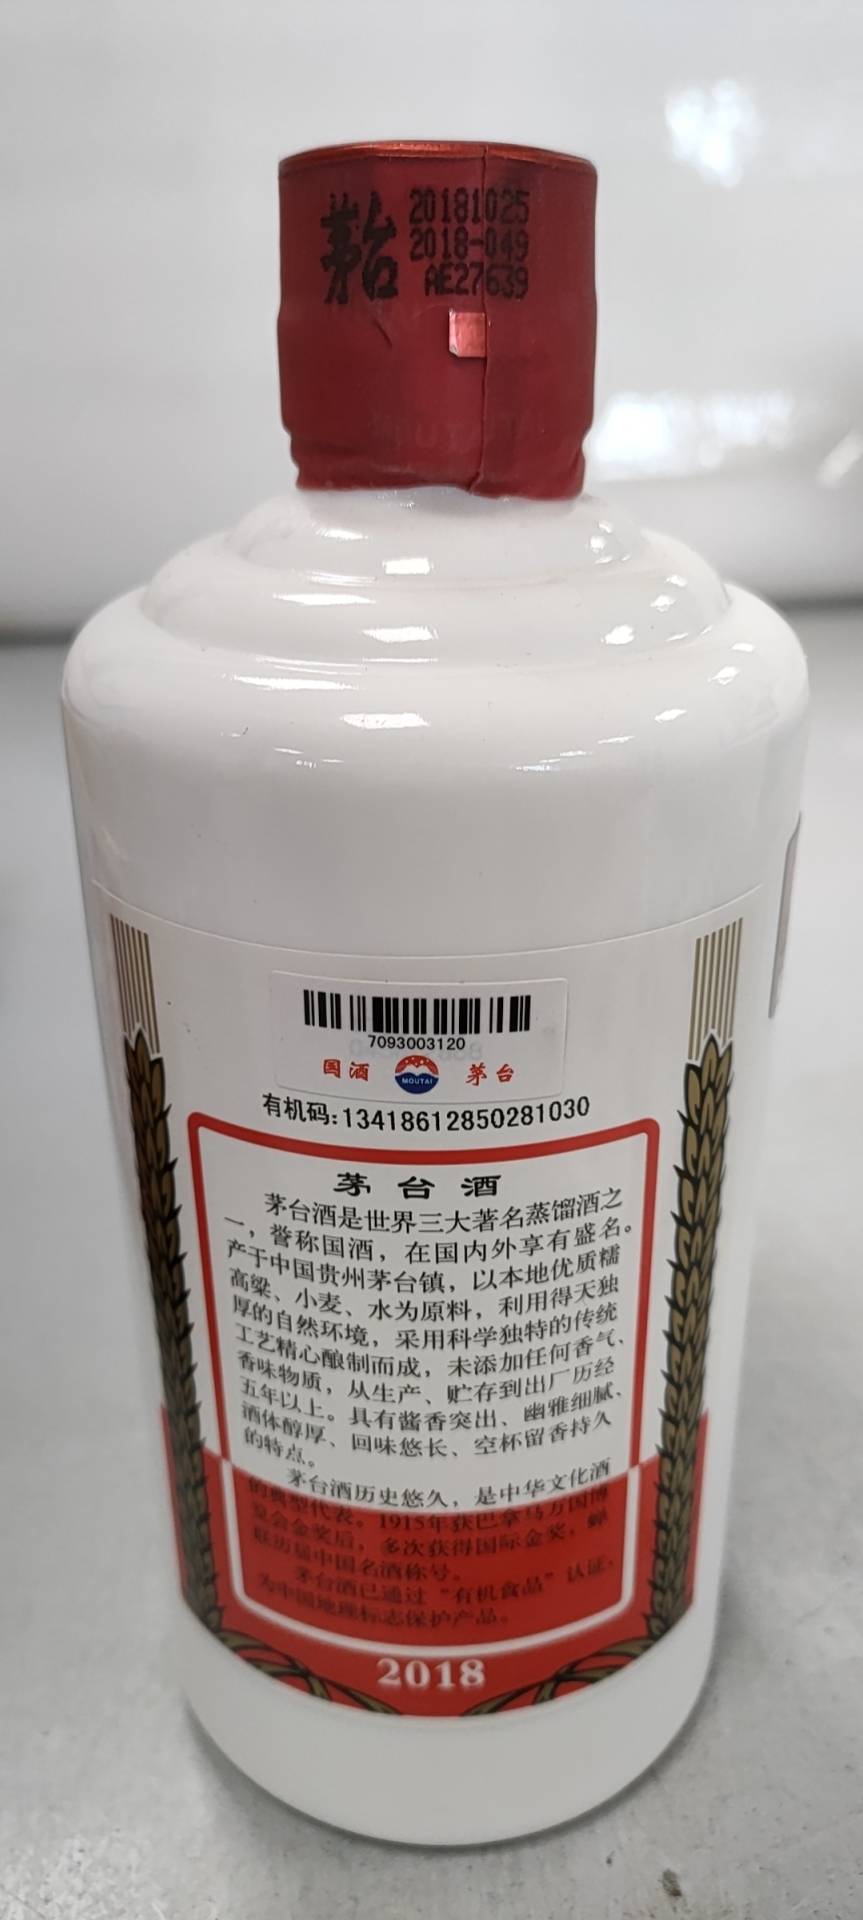 茅台
20181025
2018-049
AE27639
7093003120
国酒 MOUTAI 茅台
有机码:13418612850281030
茅台酒
茅台酒是世界三大著名蒸馏酒之
一，誉称国酒，在国内外享有盛名。
产于中国贵州茅台镇，以本地优质糯
高粱、小麦、水为原料，利用得天独
厚的自然环境，采用科学独特的传统
工艺精心酿制而成，未添加任何香气、
香味物质，从生产、贮存到出厂历经
五年以上。具有酱香突出、幽雅细腻、
酒体醇厚、回味悠长、空杯留香持久
的特点。
茅台酒历史悠久，是中华文化酒
的典型代表。1915年获巴拿马万国博
览会金奖后，多次获得国际金奖，蝉
联历届中国名酒称号。
茅台酒已通过“有机食品”认证，
为中国地理标志保护产品。
2018